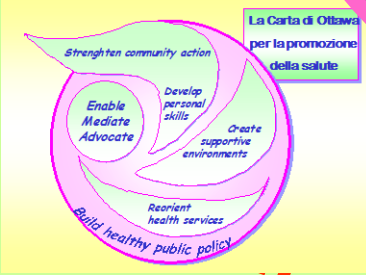 La Carta di Ottawa
per la promozione
della salute
Strenghten community action
Develop
personal
skills
Enable
Mediate
Advocate
Create
supportive
environments
Reorient
health services
Build healthy public policy